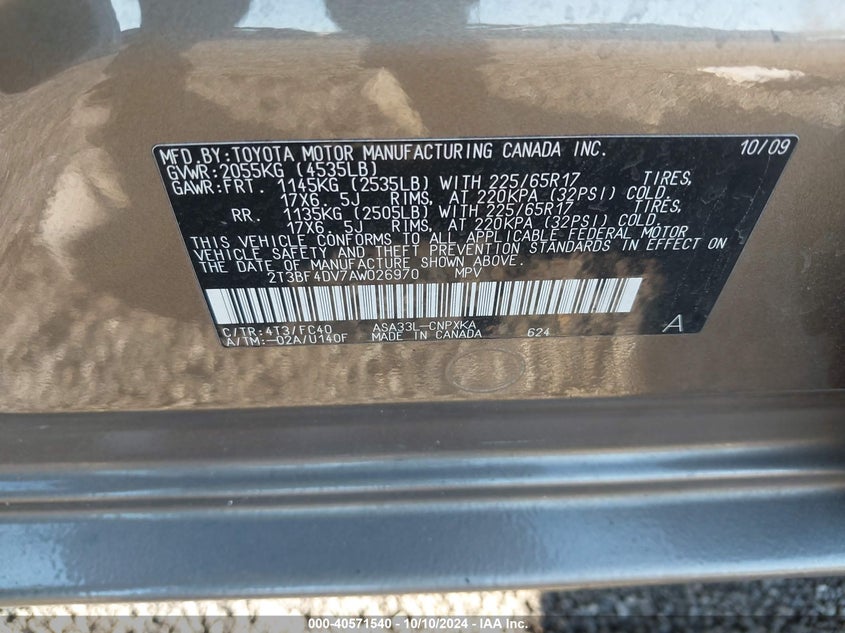 MFD.BY:TOYOTA MOTOR MANUFACTURING CANADA INC. 10/09
GVWR:2055KG (4535LB)
GAWR:FRT. 1145KG (2535LB) WITH 225/65R17 TIRES,
17X6. 5J RIMS, AT 220KPA (32PSI) COLD.
RR. 1135KG (2505LB) WITH 225/65R17 TIRES,
17X6. 5J RIMS, AT 220KPA (32PSI) COLD.
THIS VEHICLE CONFORMS TO ALL APPLICABLE FEDERAL MOTOR
VEHICLE SAFETY AND THEFT PREVENTION STANDARDS IN EFFECT ON
THE DATE OF MANUFACTURE SHOWN ABOVE.
2T3BF4DV7AW026970 MPV
C/TR:4T3/FC40 ASA33L-CNPXKA A
A/TM:-02A/U140F MADE IN CANADA 624
000-40571540 - 10/10/2024 - IAA Inc.